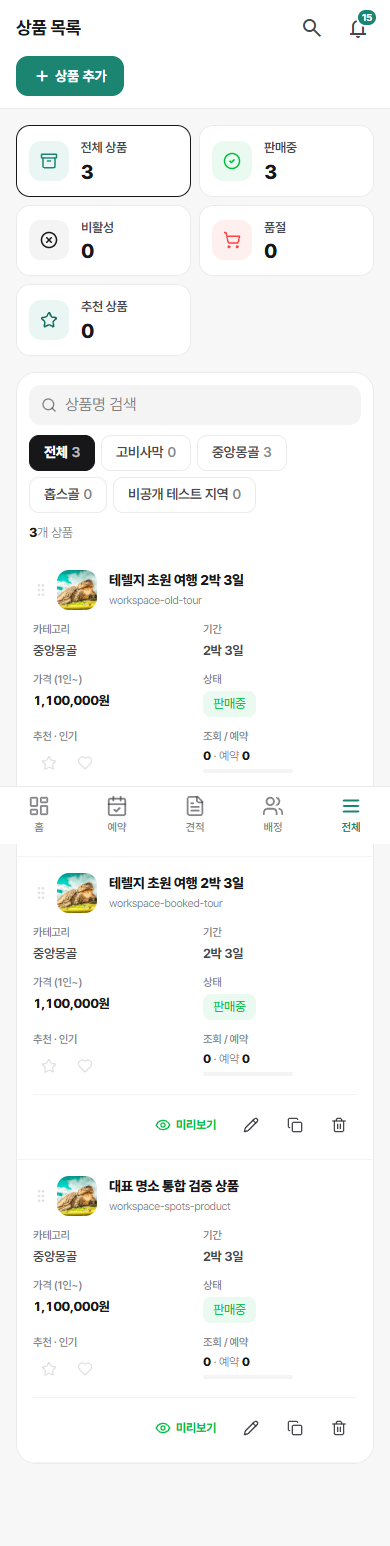 상품 목록
15
상품 추가
전체 상품
3
판매중
3
비활성
0
품절
0
추천 상품
0
상품명 검색
전체 3
고비사막 0
중앙몽골 3
홉스골 0
비공개 테스트 지역 0
3개 상품
테렐지 초원 여행 2박 3일
workspace-old-tour
카테고리
중앙몽골
기간
2박 3일
가격 (1인~)
1,100,000원
상태
판매중
추천 · 인기
조회 / 예약
0 · 예약 0
홈
예약
견적
배정
전체
테렐지 초원 여행 2박 3일
workspace-booked-tour
카테고리
중앙몽골
기간
2박 3일
가격 (1인~)
1,100,000원
상태
판매중
추천 · 인기
조회 / 예약
0 · 예약 0
미리보기
대표 명소 통합 검증 상품
workspace-spots-product
카테고리
중앙몽골
기간
2박 3일
가격 (1인~)
1,100,000원
상태
판매중
추천 · 인기
조회 / 예약
0 · 예약 0
미리보기